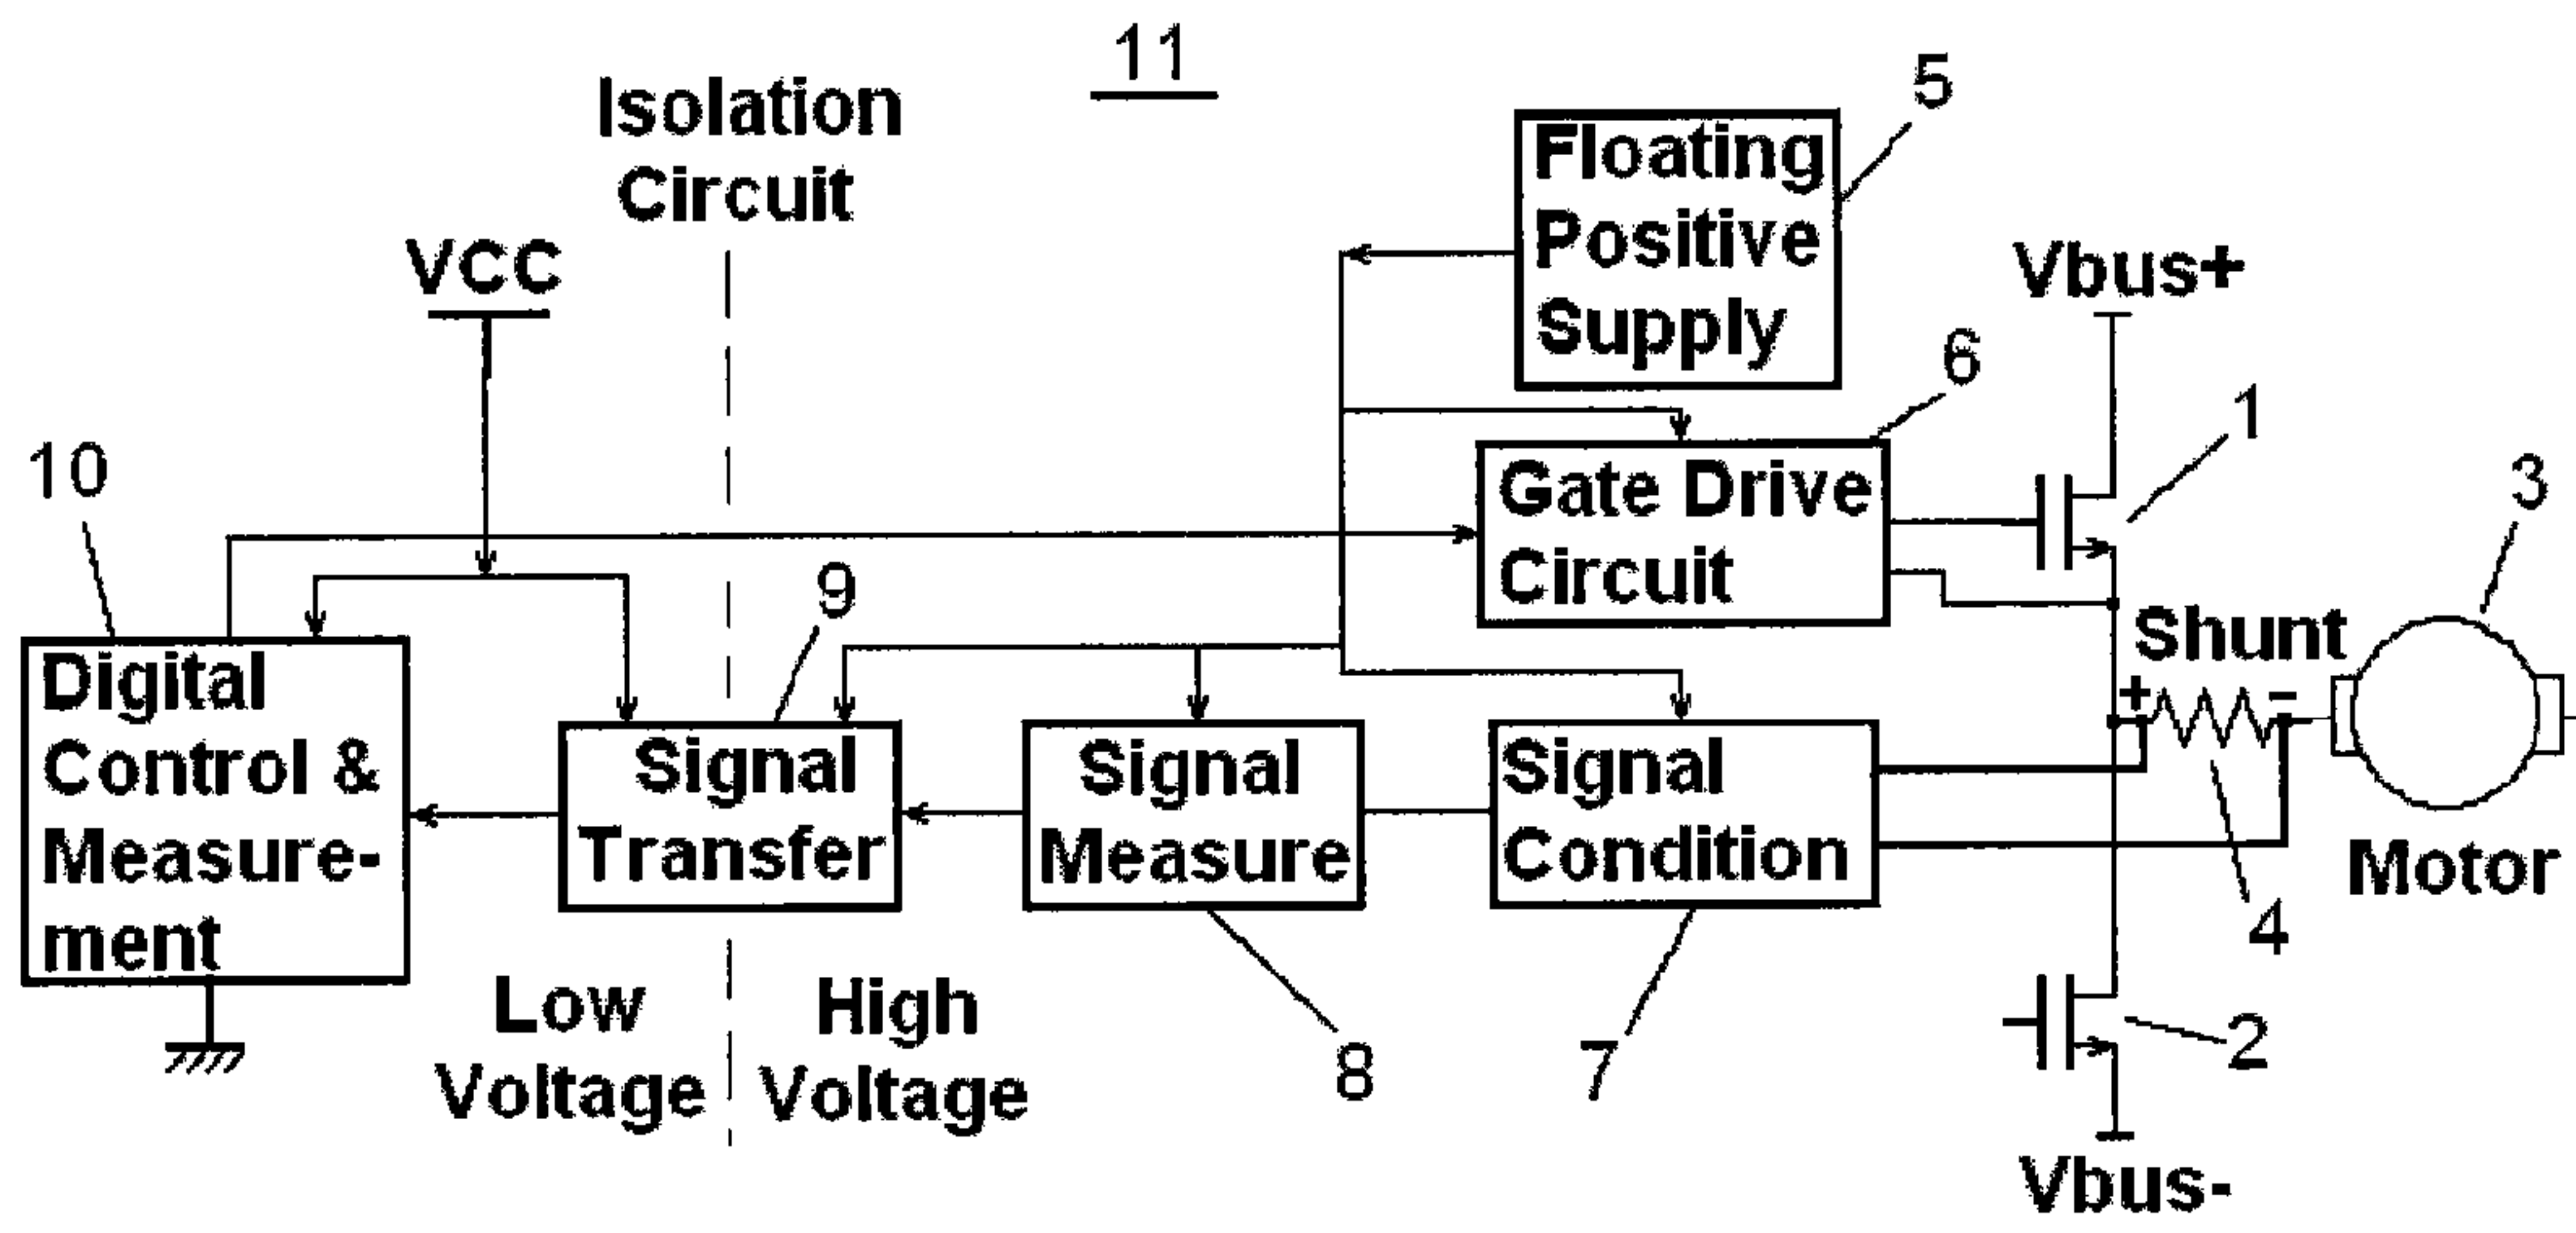 11
Isolation
Circuit
VCC
5
Floating
Positive
Supply
Vbus+
6
1
3
10
Gate Drive
Circuit
9
Shunt
+
-
Digital
Control &
Measure-
ment
Signal
Transfer
Signal
Measure
Signal
Condition
Motor
4
Low
Voltage
High
Voltage
8
7
2
Vbus-